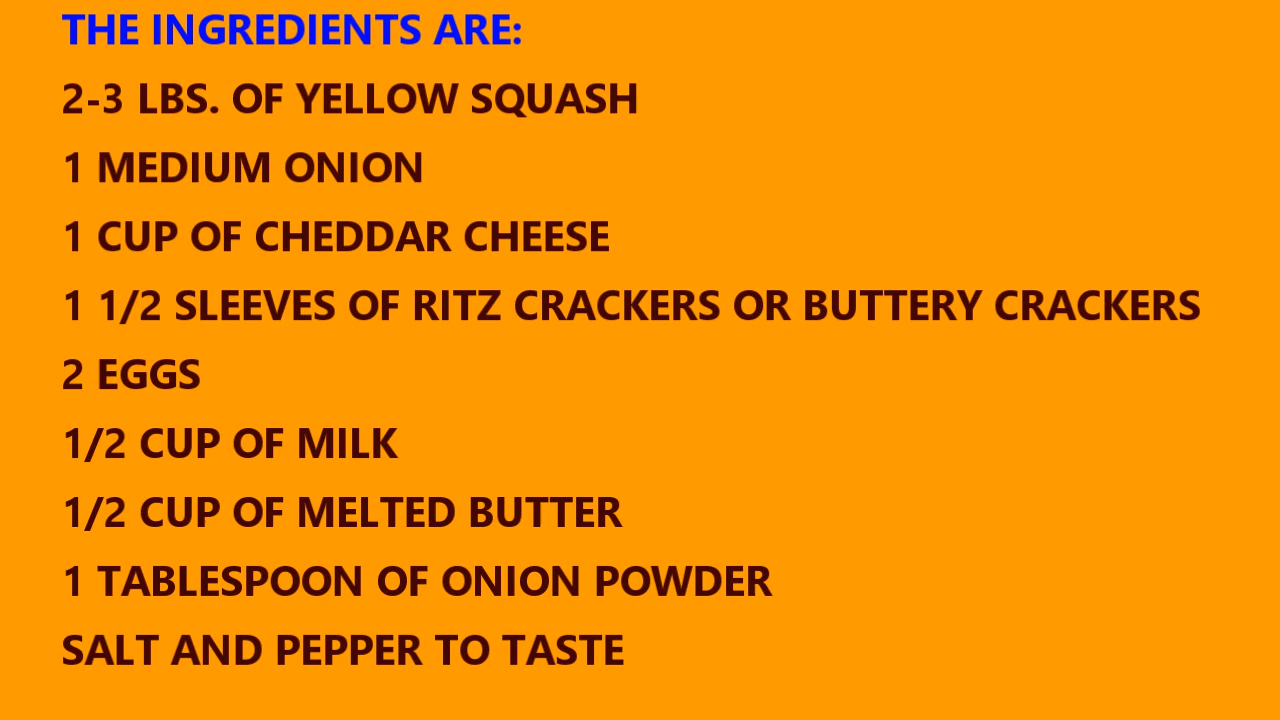 THE INGREDIENTS ARE:
2-3 LBS. OF YELLOW SQUASH
1 MEDIUM ONION
1 CUP OF CHEDDAR CHEESE
1 1/2 SLEEVES OF RITZ CRACKERS OR BUTTERY CRACKERS
2 EGGS
1/2 CUP OF MILK
1/2 CUP OF MELTED BUTTER
1 TABLESPOON OF ONION POWDER
SALT AND PEPPER TO TASTE